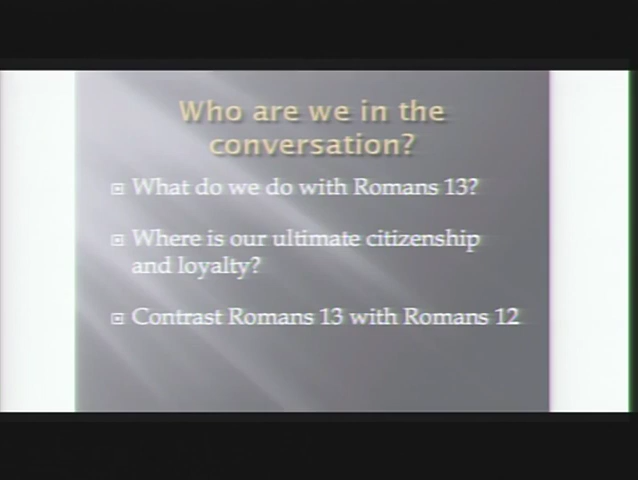 Who are we in the
conversation?
What do we do with Romans 13?
Where is our ultimate citizenship
and loyalty?
Contrast Romans 13 with Romans 12